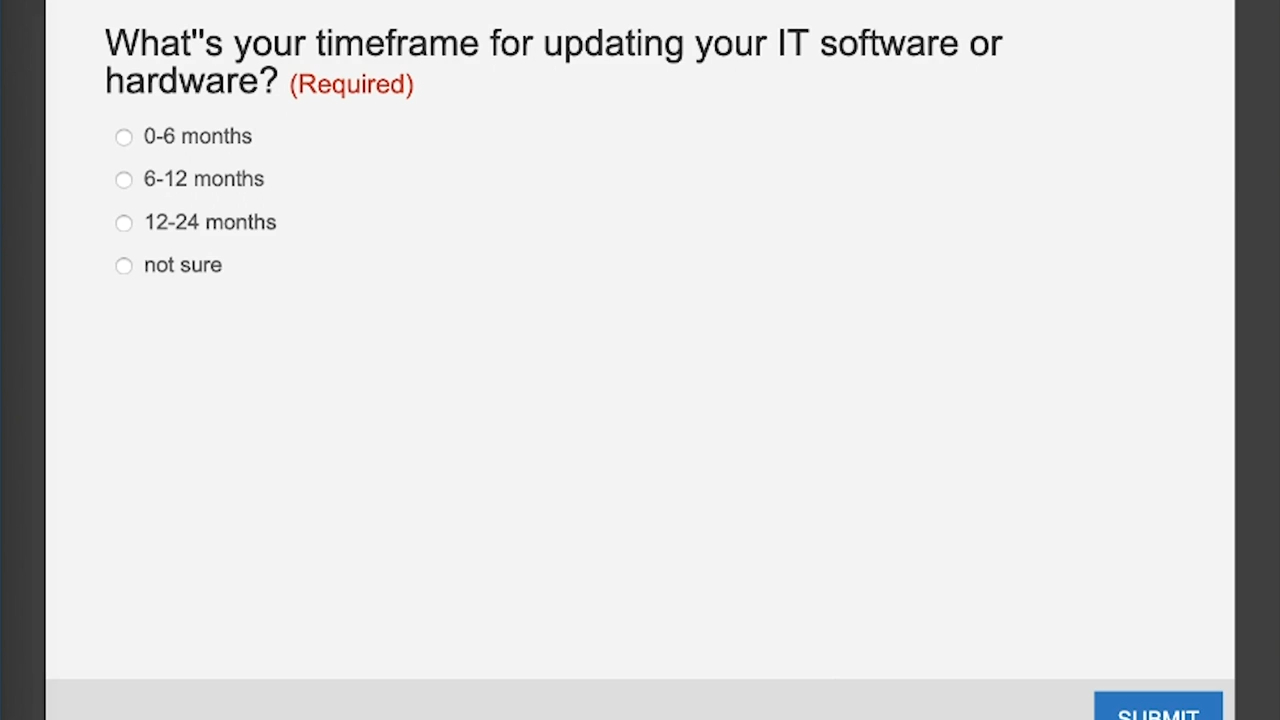 What"s your timeframe for updating your IT software or
hardware? (Required)
0-6 months
6-12 months
12-24 months
not sure
SUBMIT